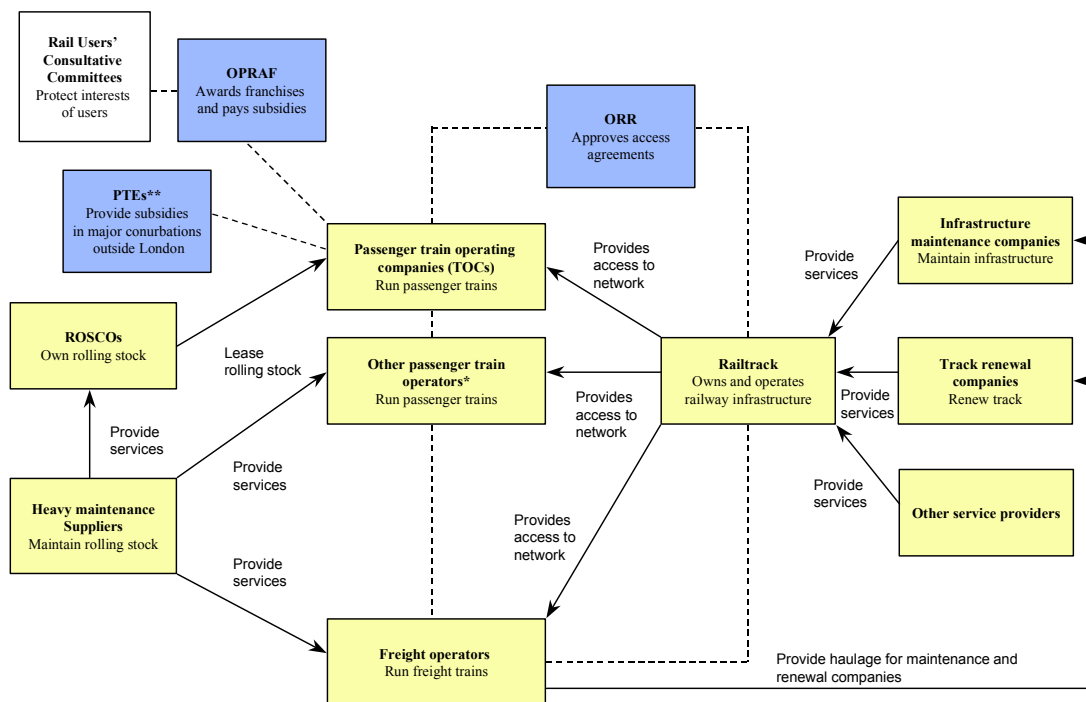 Rail Users'
Consultative
Committees
Protect interests
of users
OPRAF
Awards franchises
and pays subsidies
ORR
Approves access
agreements
PTEs**
Provide subsidies
in major conurbations
outside London
Passenger train operating
companies (TOCs)
Run passenger trains
Provides
access to
network
Provide
services
Infrastructure
maintenance companies
Maintain infrastructure
ROSCOs
Own rolling stock
Lease
rolling stock
Other passenger train
operators*
Run passenger trains
Provides
access to
network
Railtrack
Owns and operates
railway infrastructure
Provide
services
Track renewal
companies
Renew track
Provide
services
Provide
services
Heavy maintenance
Suppliers
Maintain rolling stock
Provides
access to
network
Provide
services
Other service providers
Provide
services
Freight operators
Run freight trains
Provide haulage for maintenance and
renewal companies